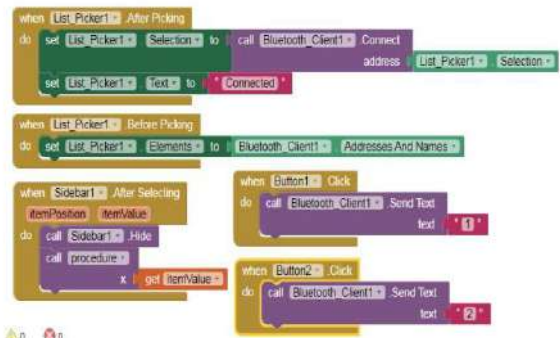 when List_Picker1 .After Picking
do set List_Picker1 . Selection to call Bluetooth_Client1 .Connect
address List_Picker1 . Selection
set List_Picker1 . Text to " Connected "
when List_Picker1 .Before Picking
do set List_Picker1 . Elements to Bluetooth_Client1 . Addresses And Names
when Sidebar1 .After Selecting
itemPosition itemValue
do call Sidebar1 .Hide
call procedure
x get itemValue
when Button1 .Click
do call Bluetooth_Client1 .Send Text
text " 1 "
when Button2 .Click
do call Bluetooth_Client1 .Send Text
text " 2 "
0 0